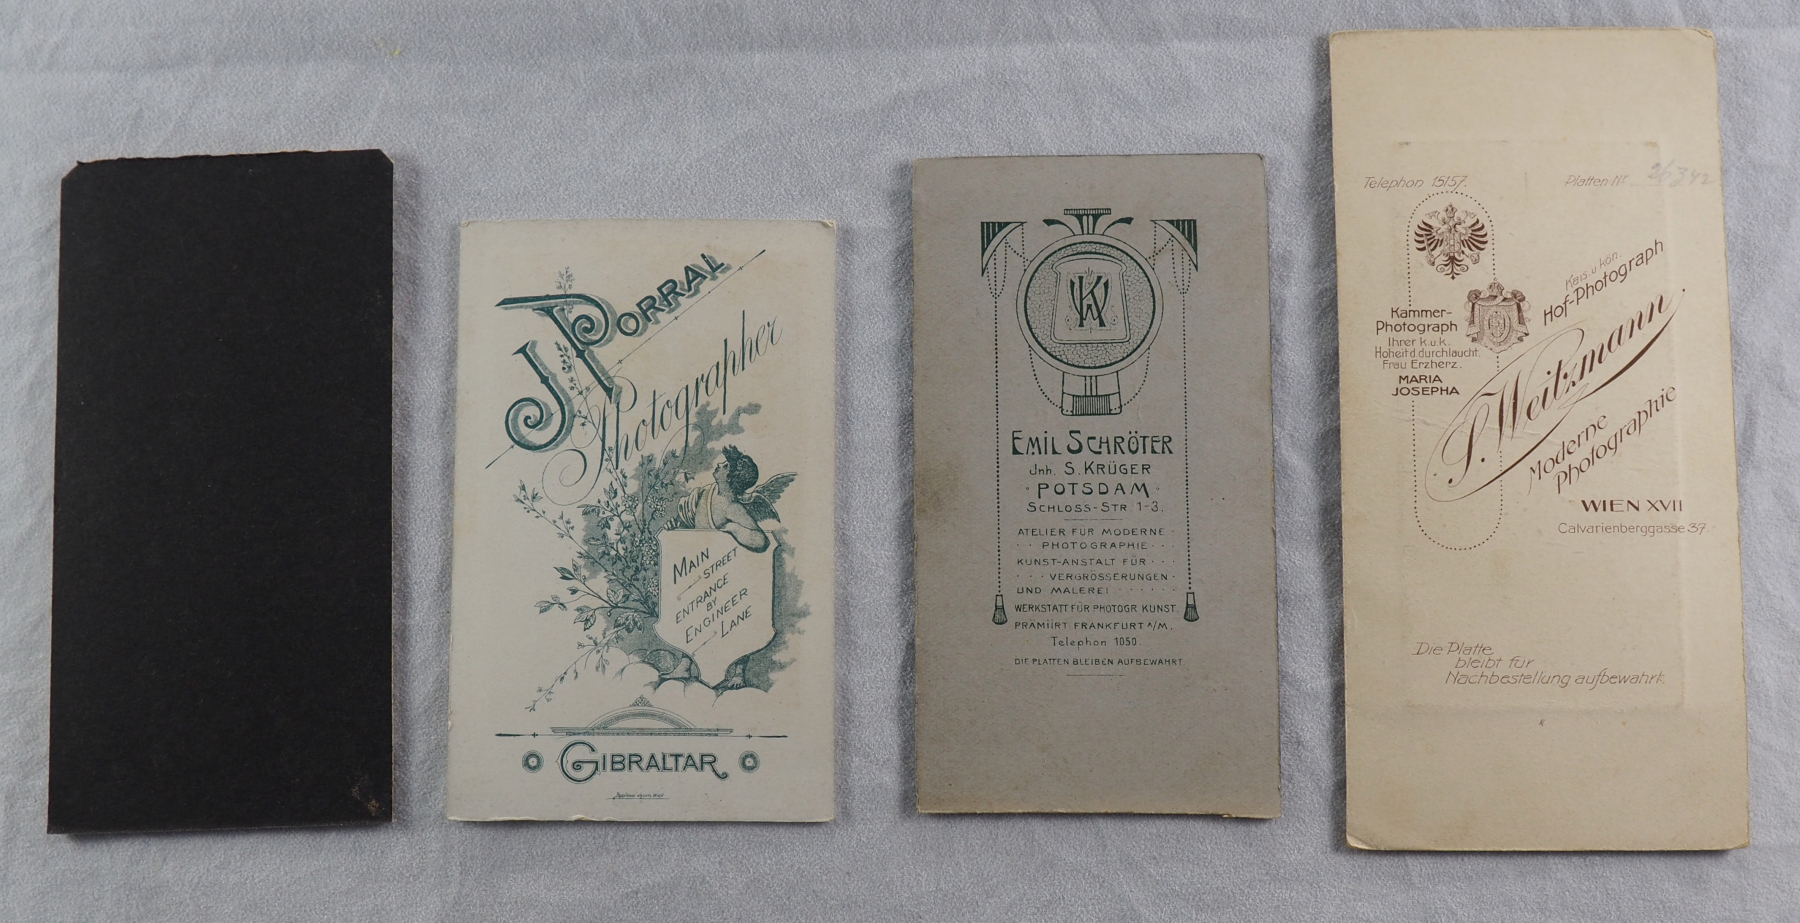 J PORRAL
Photographer
MAIN
STREET
ENTRANCE
BY
ENGINEER
LANE
GIBRALTAR
EMIL SCHRÖTER
Jnh. S. KRÜGER
POTSDAM
SCHLOSS-STR. 1-3.
ATELIER FÜR MODERNE
PHOTOGRAPHIE
KUNST-ANSTALT FÜR
VERGRÖSSERUNGEN
UND MALEREI
WERKSTATT FÜR PHOTOGR. KUNST.
PRÄMIIRT FRANKFURT A/M.
Telephon 1050.
DIE PLATTEN BLEIBEN AUFBEWAHRT.
Telephon 15157.
Platten Nr.
Kais. u. kön.
Hof-Photograph
Kammer-
Photograph
Ihrer k.u.k.
Hoheit d. durchlaucht.
Frau Erzherz.
MARIA
JOSEPHA
S. Weitzmann
Moderne
Photographie
WIEN XVII
Calvarienberggasse 37
Die Platte
bleibt für
Nachbestellung aufbewahrt.